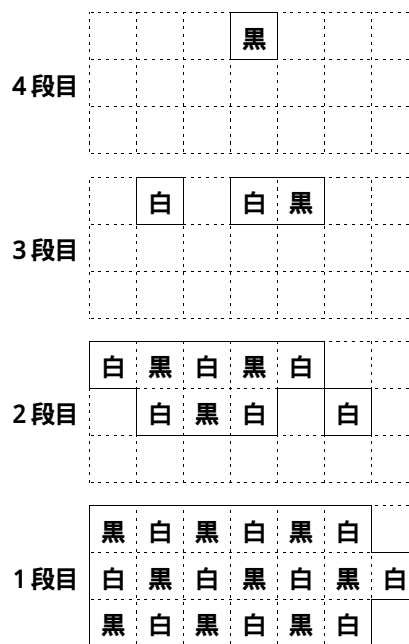 黒
4段目
白 白 黒
3段目
白 黒 白 黒 白
2段目 白 黒 白 白
黒 白 黒 白 黒 白
1段目 白 黒 白 黒 白 黒 白
黒 白 黒 白 黒 白